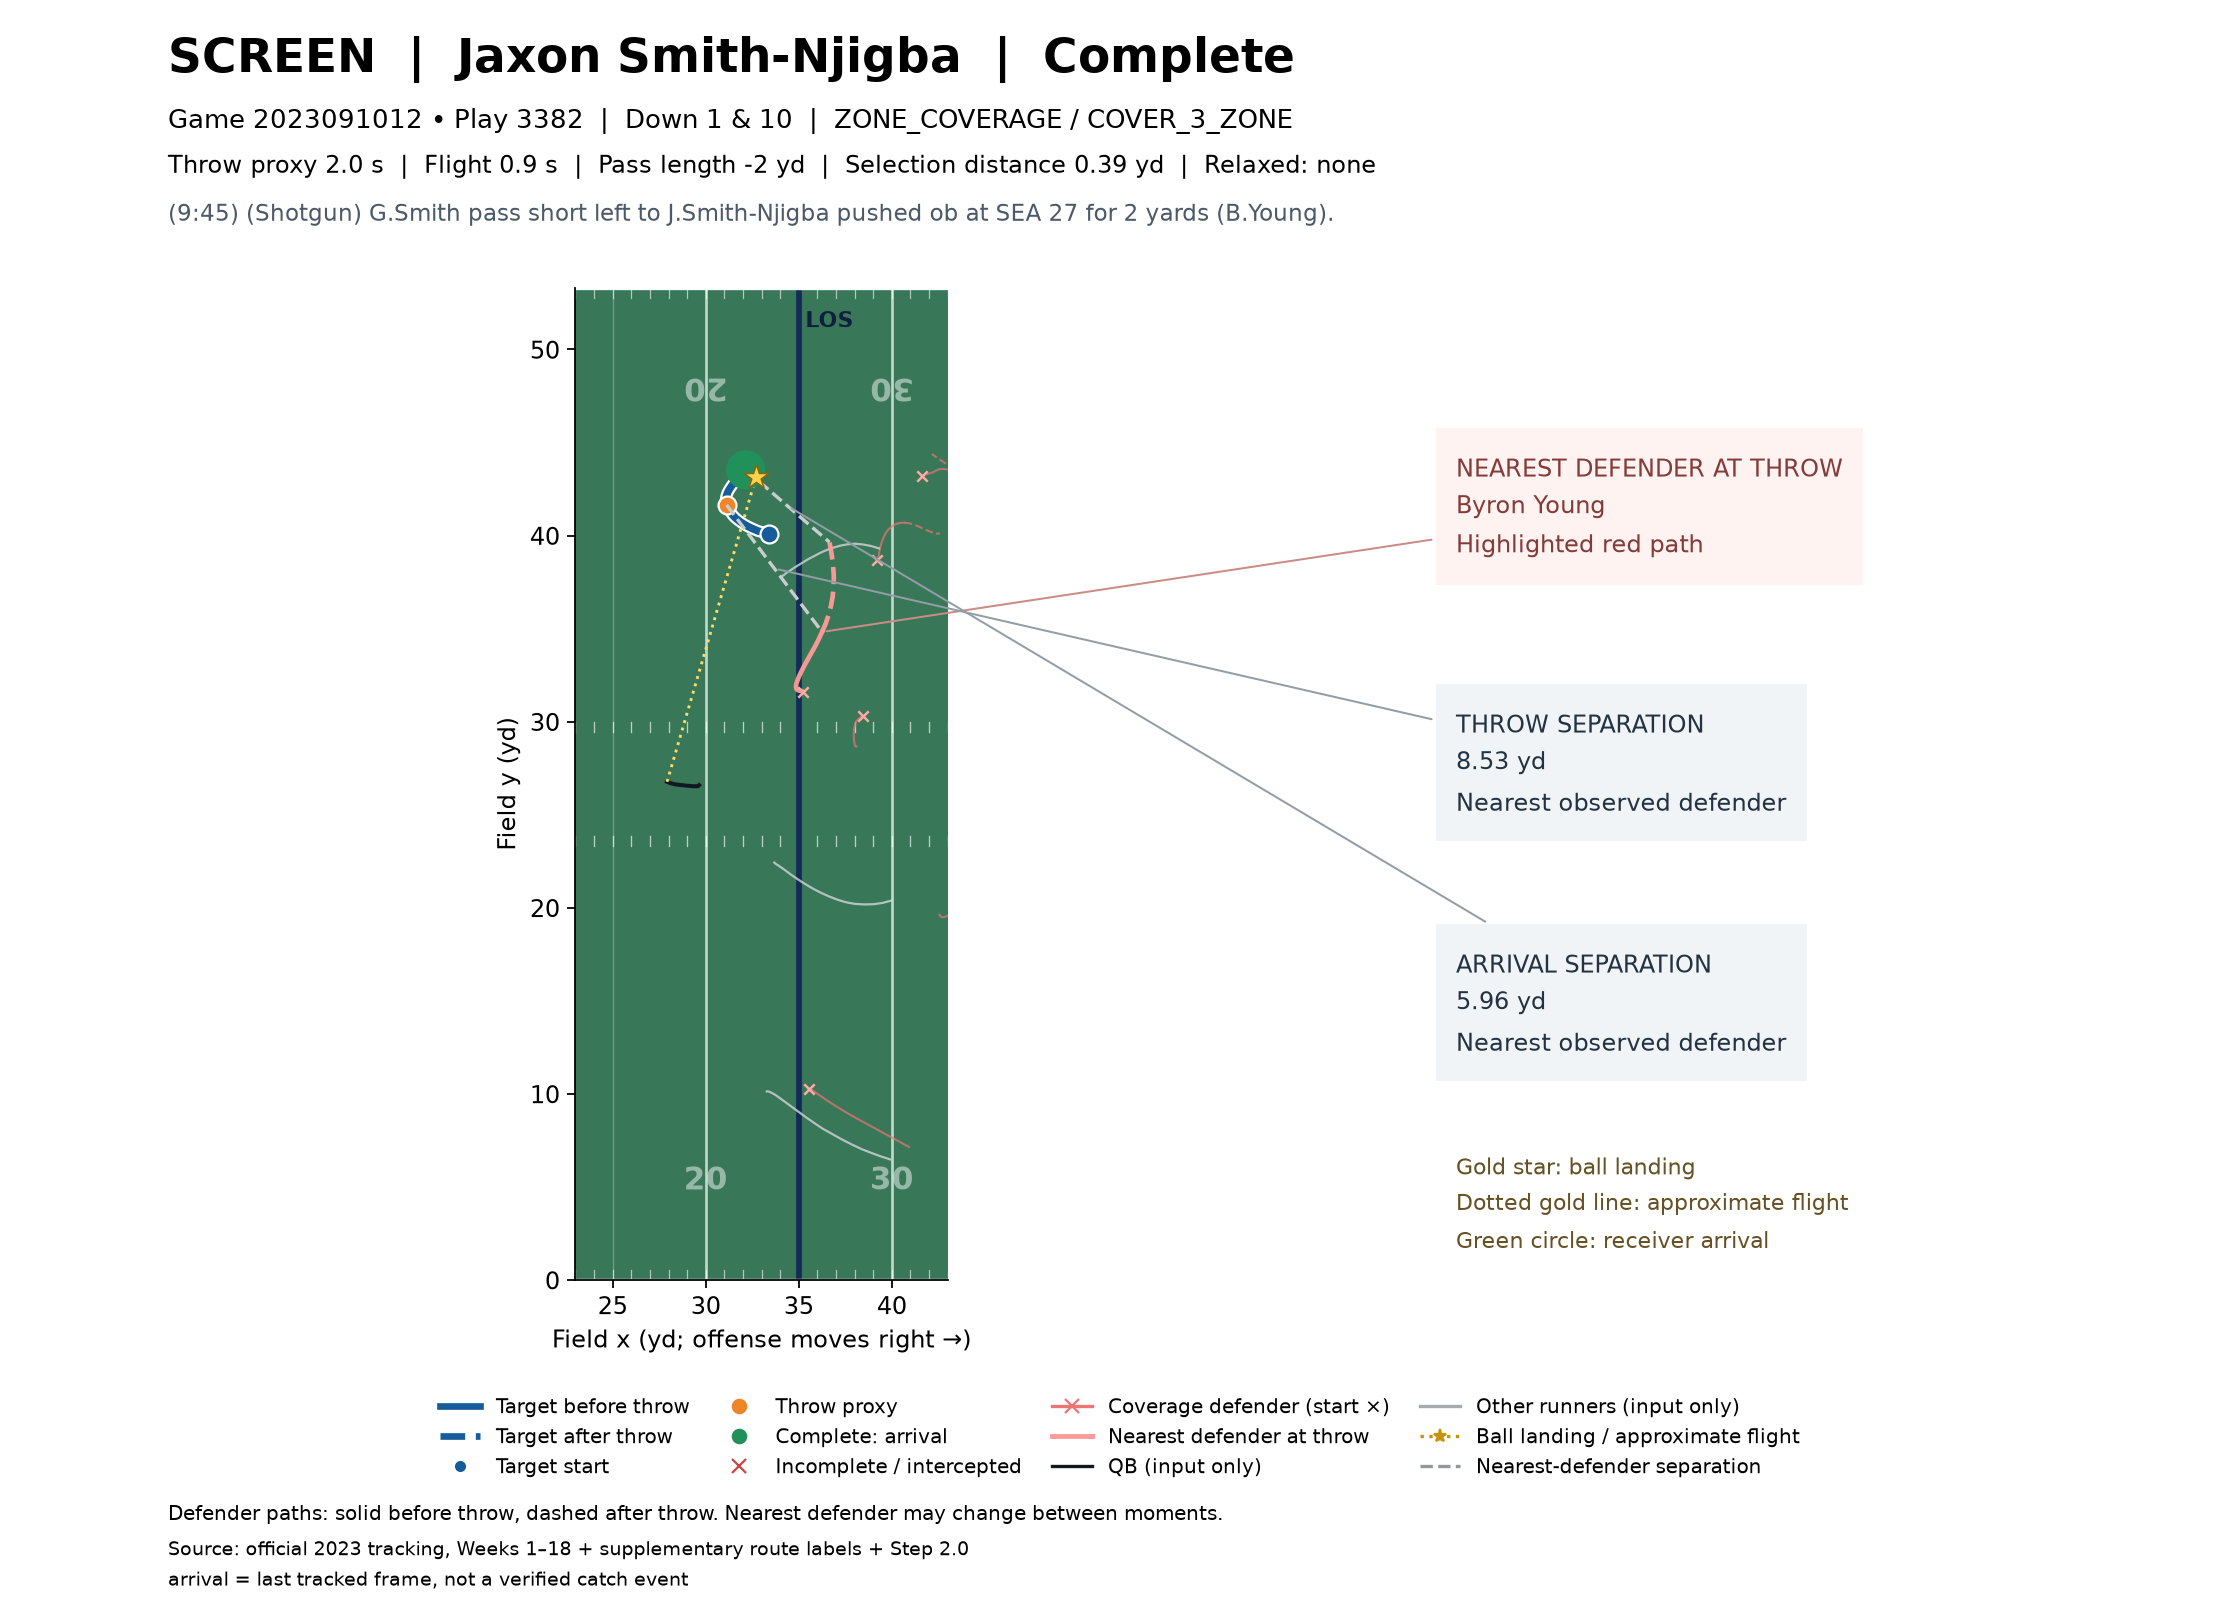 SCREEN | Jaxon Smith-Njigba | Complete
Game 2023091012 • Play 3382 | Down 1 & 10 | ZONE_COVERAGE / COVER_3_ZONE
Throw proxy 2.0 s | Flight 0.9 s | Pass length -2 yd | Selection distance 0.39 yd | Relaxed: none
(9:45) (Shotgun) G.Smith pass short left to J.Smith-Njigba pushed ob at SEA 27 for 2 yards (B.Young).
LOS
50
20 30
NEAREST DEFENDER AT THROW
Byron Young
Highlighted red path
40
THROW SEPARATION
8.53 yd
Nearest observed defender
30
Field y (yd)
20
ARRIVAL SEPARATION
5.96 yd
Nearest observed defender
10
20 30
Gold star: ball landing
Dotted gold line: approximate flight
Green circle: receiver arrival
0
25 30 35 40
Field x (yd; offense moves right →)
Target before throw
Target after throw
Target start
Throw proxy
Complete: arrival
Incomplete / intercepted
Coverage defender (start ×)
Nearest defender at throw
QB (input only)
Other runners (input only)
Ball landing / approximate flight
Nearest-defender separation
Defender paths: solid before throw, dashed after throw. Nearest defender may change between moments.
Source: official 2023 tracking, Weeks 1–18 + supplementary route labels + Step 2.0
arrival = last tracked frame, not a verified catch event